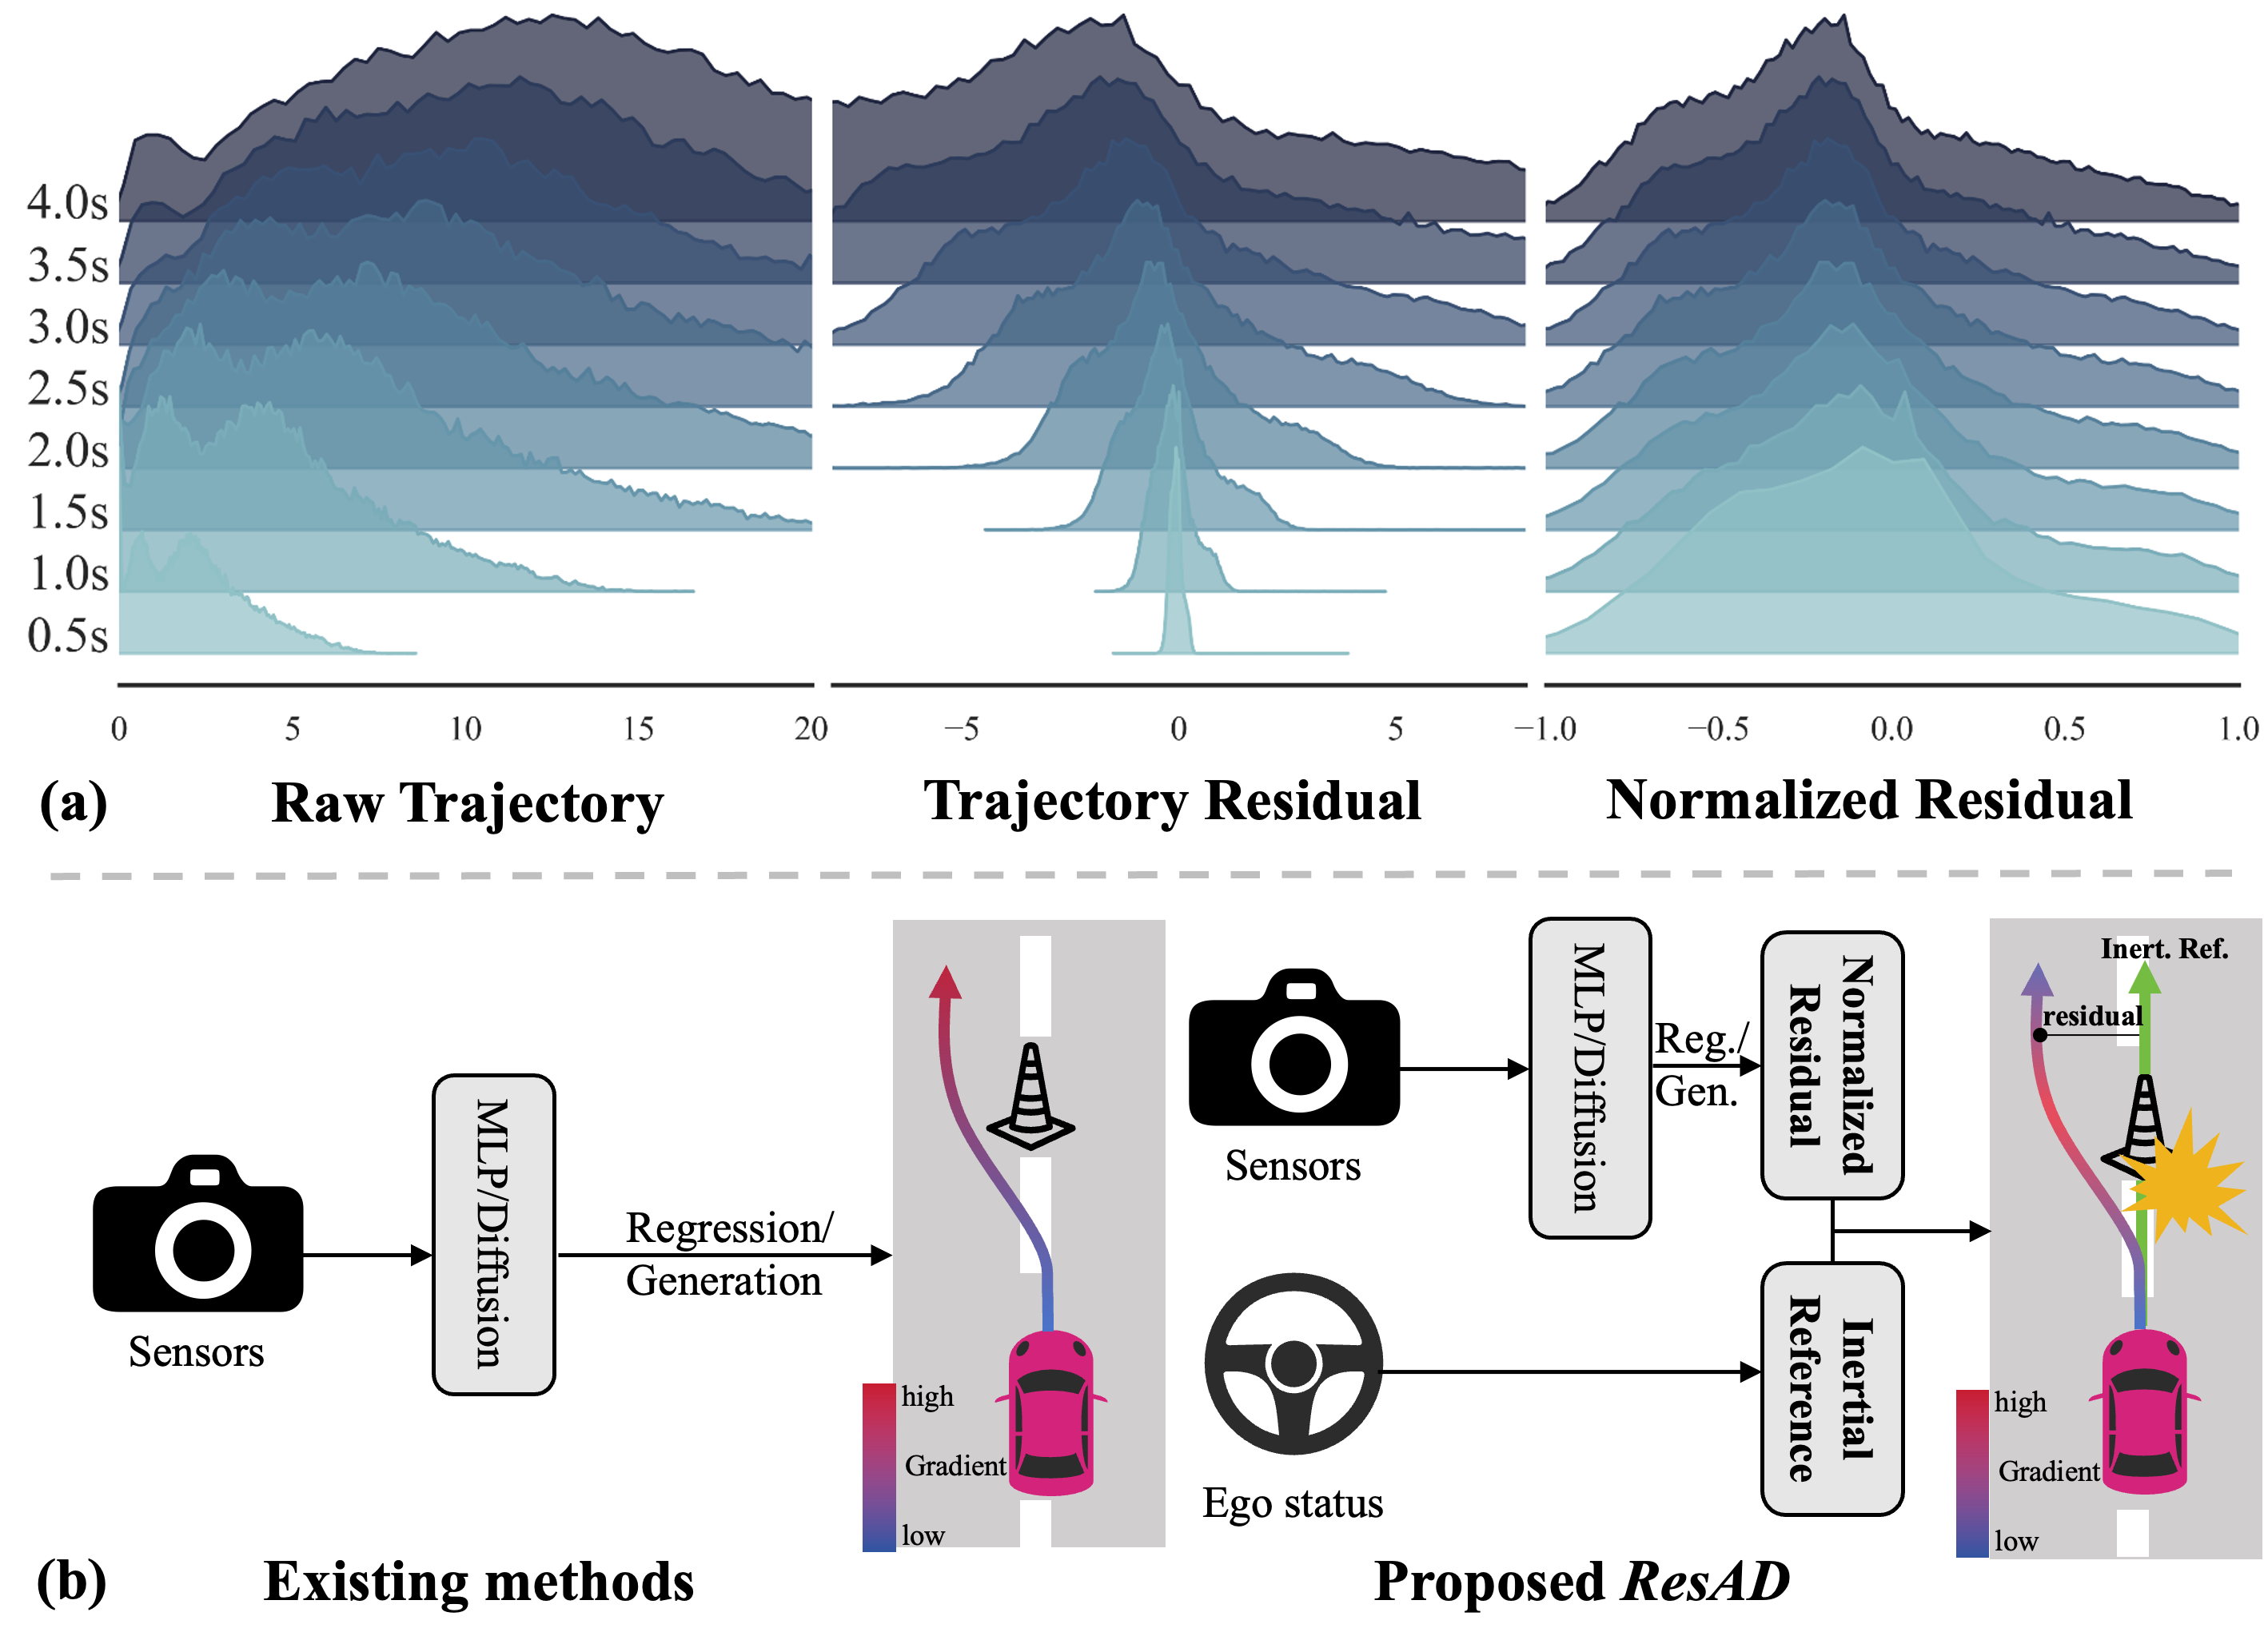 4.0s
3.5s
3.0s
2.5s
2.0s
1.5s
1.0s
0.5s
0 5 10 15 20
−5 0 5
−1.0 −0.5 0.0 0.5 1.0
(a) Raw Trajectory Trajectory Residual Normalized Residual
Sensors
MLP/Diffusion
Regression/
Generation
high
Gradient
low
Sensors
MLP/Diffusion
Reg./
Gen.
Normalized
Residual
Ego status
Inertial
Reference
Inert. Ref.
residual
high
Gradient
low
(b) Existing methods Proposed ResAD